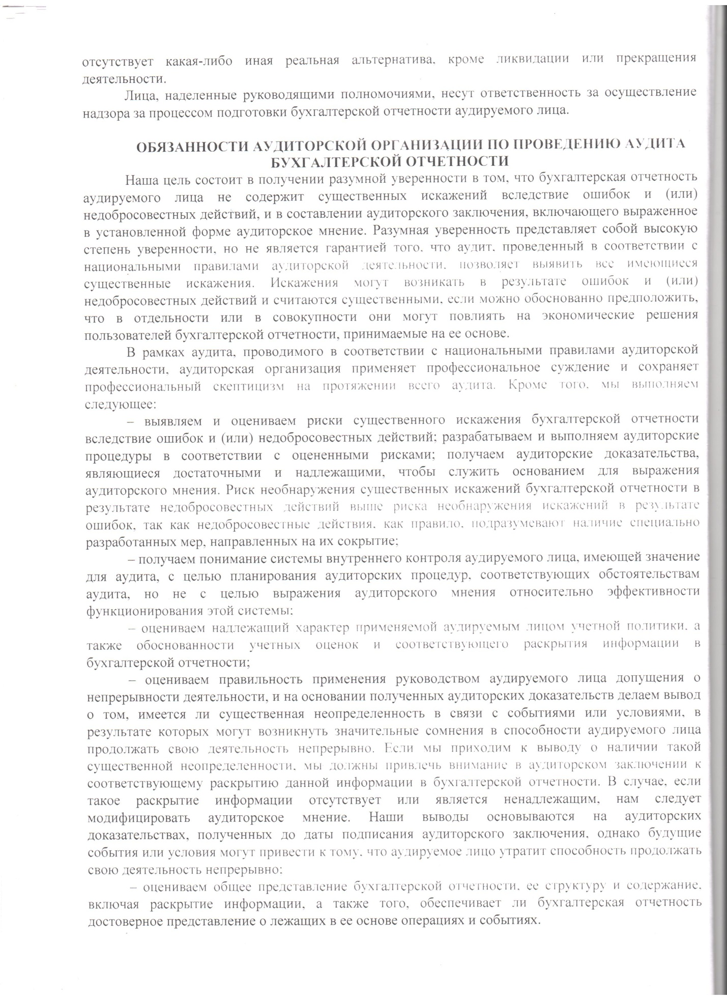 отсутствует какая-либо иная реальная альтернатива, кроме ликвидации или прекращения
деятельности.
Лица, наделенные руководящими полномочиями, несут ответственность за осуществление
надзора за процессом подготовки бухгалтерской отчетности аудируемого лица.
ОБЯЗАННОСТИ АУДИТОРСКОЙ ОРГАНИЗАЦИИ ПО ПРОВЕДЕНИЮ АУДИТА
БУХГАЛТЕРСКОЙ ОТЧЕТНОСТИ
Наша цель состоит в получении разумной уверенности в том, что бухгалтерская отчетность
аудируемого лица не содержит существенных искажений вследствие ошибок и (или)
недобросовестных действий, и в составлении аудиторского заключения, включающего выраженное
в установленной форме аудиторское мнение. Разумная уверенность представляет собой высокую
степень уверенности, но не является гарантией того, что аудит, проведенный в соответствии с
национальными правилами аудиторской деятельности, позволяет выявить все имеющиеся
существенные искажения. Искажения могут возникать в результате ошибок и (или)
недобросовестных действий и считаются существенными, если можно обоснованно предположить,
что в отдельности или в совокупности они могут повлиять на экономические решения
пользователей бухгалтерской отчетности, принимаемые на ее основе.
В рамках аудита, проводимого в соответствии с национальными правилами аудиторской
деятельности, аудиторская организация применяет профессиональное суждение и сохраняет
профессиональный скептицизм на протяжении всего аудита. Кроме того, мы выполняем
следующее:
– выявляем и оцениваем риски существенного искажения бухгалтерской отчетности
вследствие ошибок и (или) недобросовестных действий; разрабатываем и выполняем аудиторские
процедуры в соответствии с оцененными рисками; получаем аудиторские доказательства,
являющиеся достаточными и надлежащими, чтобы служить основанием для выражения
аудиторского мнения. Риск необнаружения существенных искажений бухгалтерской отчетности в
результате недобросовестных действий выше риска необнаружения искажений в результате
ошибок, так как недобросовестные действия, как правило, подразумевают наличие специально
разработанных мер, направленных на их сокрытие;
– получаем понимание системы внутреннего контроля аудируемого лица, имеющей значение
для аудита, с целью планирования аудиторских процедур, соответствующих обстоятельствам
аудита, но не с целью выражения аудиторского мнения относительно эффективности
функционирования этой системы;
– оцениваем надлежащий характер применяемой аудируемым лицом учетной политики, а
также обоснованности учетных оценок и соответствующего раскрытия информации в
бухгалтерской отчетности;
– оцениваем правильность применения руководством аудируемого лица допущения о
непрерывности деятельности, и на основании полученных аудиторских доказательств делаем вывод
о том, имеется ли существенная неопределенность в связи с событиями или условиями, в
результате которых могут возникнуть значительные сомнения в способности аудируемого лица
продолжать свою деятельность непрерывно. Если мы приходим к выводу о наличии такой
существенной неопределенности, мы должны привлечь внимание в аудиторском заключении к
соответствующему раскрытию данной информации в бухгалтерской отчетности. В случае, если
такое раскрытие информации отсутствует или является ненадлежащим, нам следует
модифицировать аудиторское мнение. Наши выводы основываются на аудиторских
доказательствах, полученных до даты подписания аудиторского заключения, однако будущие
события или условия могут привести к тому, что аудируемое лицо утратит способность продолжать
свою деятельность непрерывно;
– оцениваем общее представление бухгалтерской отчетности, ее структуру и содержание,
включая раскрытие информации, а также того, обеспечивает ли бухгалтерская отчетность
достоверное представление о лежащих в ее основе операциях и событиях.